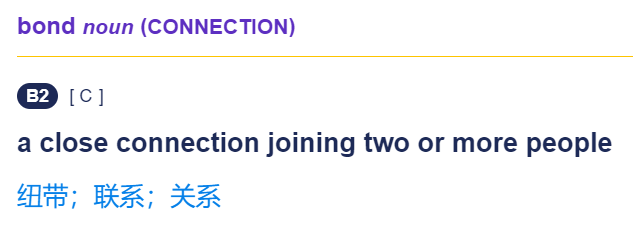 bond noun (CONNECTION)
B2 [ C ]
a close connection joining two or more people
纽带；联系；关系